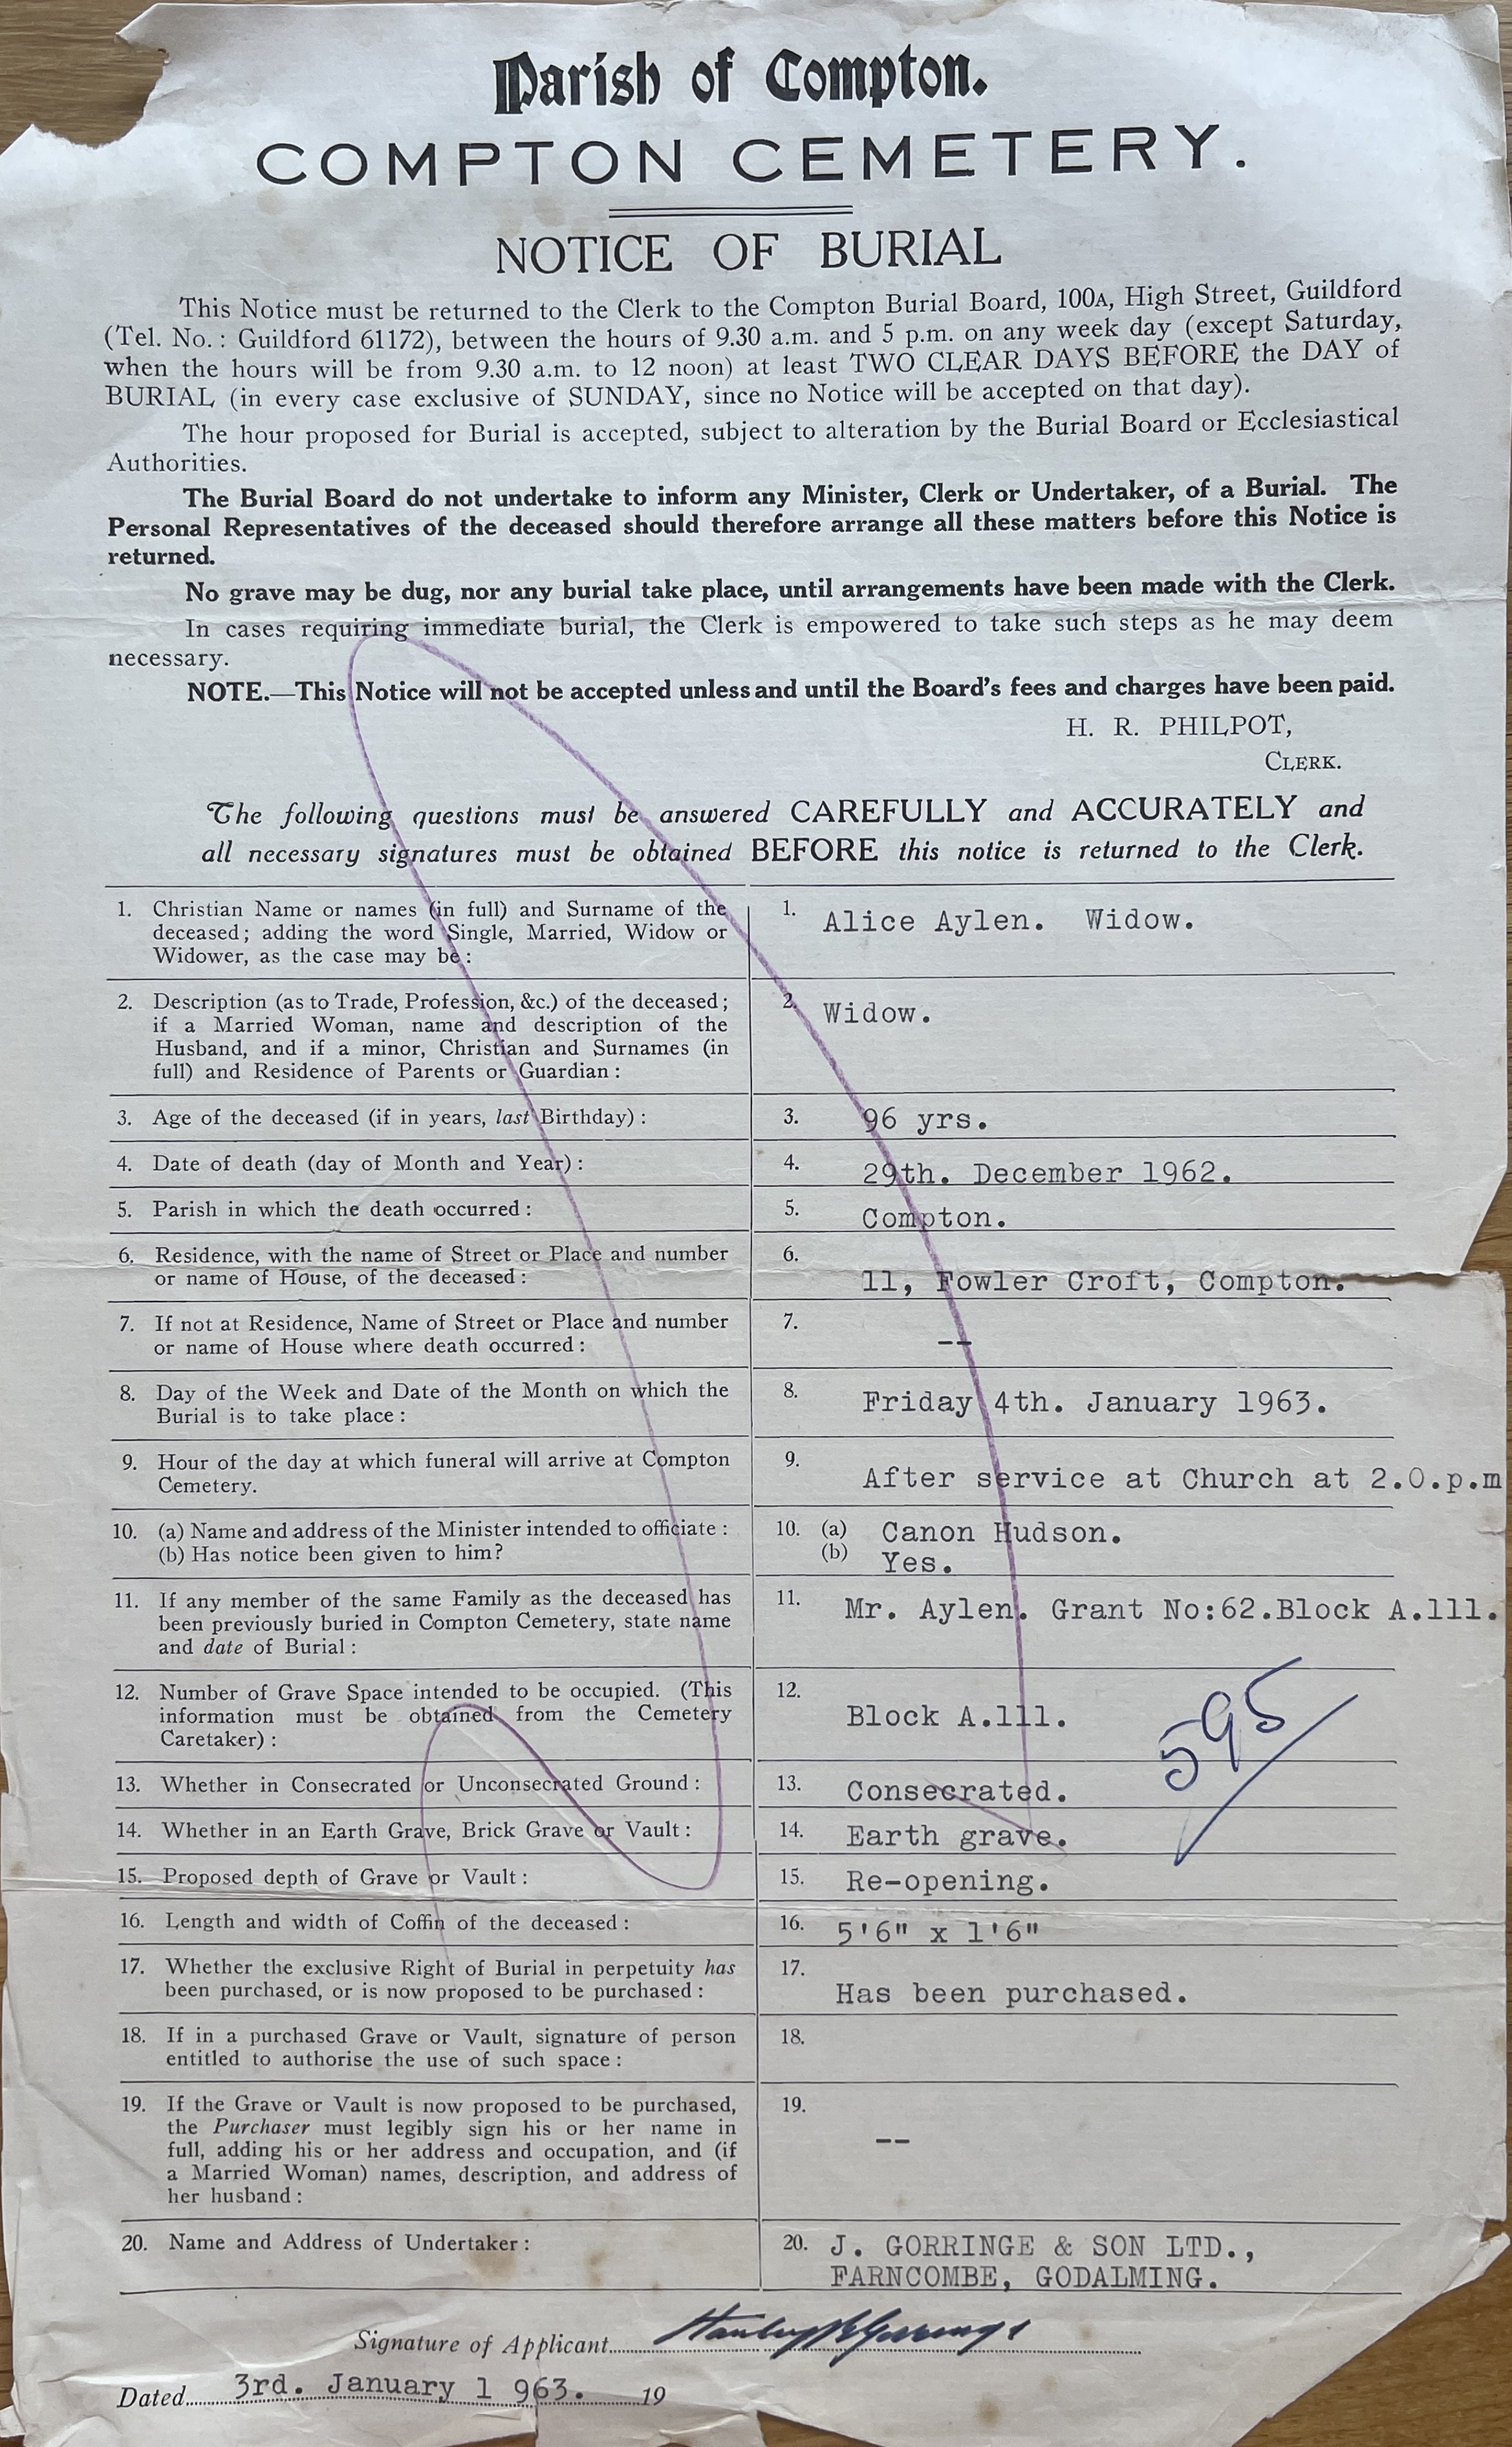 Parish of Compton.
COMPTON CEMETERY.
NOTICE OF BURIAL
This Notice must be returned to the Clerk to the Compton Burial Board, 100A, High Street, Guildford
(Tel. No.: Guildford 61172), between the hours of 9.30 a.m. and 5 p.m. on any week day (except Saturday,
when the hours will be from 9.30 a.m. to 12 noon) at least TWO CLEAR DAYS BEFORE the DAY of
BURIAL (in every case exclusive of SUNDAY, since no Notice will be accepted on that day).
The hour proposed for Burial is accepted, subject to alteration by the Burial Board or Ecclesiastical
Authorities.
The Burial Board do not undertake to inform any Minister, Clerk or Undertaker, of a Burial. The
Personal Representatives of the deceased should therefore arrange all these matters before this Notice is
returned.
No grave may be dug, nor any burial take place, until arrangements have been made with the Clerk.
In cases requiring immediate burial, the Clerk is empowered to take such steps as he may deem
necessary.
NOTE.—This Notice will not be accepted unless and until the Board's fees and charges have been paid.
H. R. PHILPOT,
CLERK.
The following questions must be answered CAREFULLY and ACCURATELY and
all necessary signatures must be obtained BEFORE this notice is returned to the Clerk.
1. Christian Name or names (in full) and Surname of the
deceased; adding the word Single, Married, Widow or
Widower, as the case may be:
1. Alice Aylen. Widow.
2. Description (as to Trade, Profession, &c.) of the deceased;
if a Married Woman, name and description of the
Husband, and if a minor, Christian and Surnames (in
full) and Residence of Parents or Guardian:
2. Widow.
3. Age of the deceased (if in years, last Birthday):
3. 96 yrs.
4. Date of death (day of Month and Year):
4. 29th. December 1962.
5. Parish in which the death occurred:
5. Compton.
6. Residence, with the name of Street or Place and number
or name of House, of the deceased:
6. 11, Fowler Croft, Compton.
7. If not at Residence, Name of Street or Place and number
or name of House where death occurred:
7. --
8. Day of the Week and Date of the Month on which the
Burial is to take place:
8. Friday 4th. January 1963.
9. Hour of the day at which funeral will arrive at Compton
Cemetery.
9. After service at Church at 2.0.p.m
10. (a) Name and address of the Minister intended to officiate:
(b) Has notice been given to him?
10. (a) Canon Hudson.
(b) Yes.
11. If any member of the same Family as the deceased has
been previously buried in Compton Cemetery, state name
and date of Burial:
11. Mr. Aylen. Grant No:62.Block A.111.
12. Number of Grave Space intended to be occupied. (This
information must be obtained from the Cemetery
Caretaker):
12. Block A.111.
595
13. Whether in Consecrated or Unconsecrated Ground:
13. Consecrated.
14. Whether in an Earth Grave, Brick Grave or Vault:
14. Earth grave.
15. Proposed depth of Grave or Vault:
15. Re-opening.
16. Length and width of Coffin of the deceased:
16. 5'6" x 1'6"
17. Whether the exclusive Right of Burial in perpetuity has
been purchased, or is now proposed to be purchased:
17. Has been purchased.
18. If in a purchased Grave or Vault, signature of person
entitled to authorise the use of such space:
18.
19. If the Grave or Vault is now proposed to be purchased,
the Purchaser must legibly sign his or her name in
full, adding his or her address and occupation, and (if
a Married Woman) names, description, and address of
her husband:
19. --
20. Name and Address of Undertaker:
20. J. GORRINGE & SON LTD.,
FARNCOMBE, GODALMING.
Signature of Applicant Stanley Gorringe
Dated 3rd. January 1 963. 19